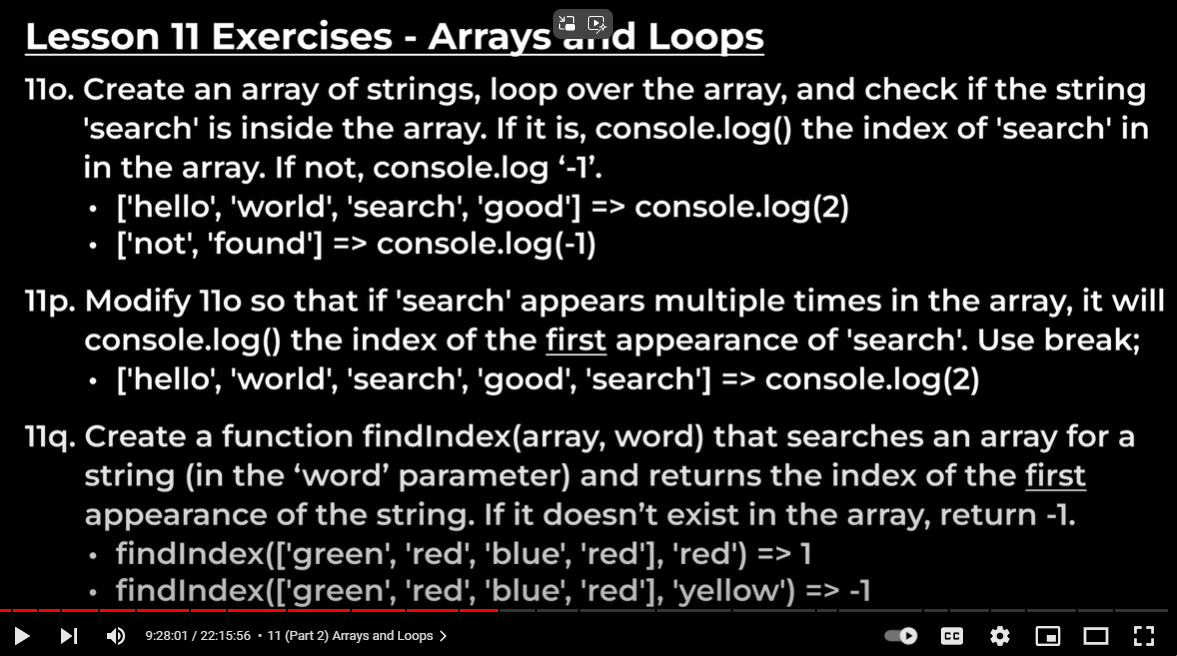 Lesson 11 Exercises - Arrays and Loops
11o. Create an array of strings, loop over the array, and check if the string
'search' is inside the array. If it is, console.log() the index of 'search' in
in the array. If not, console.log ‘-1’.
• ['hello', 'world', 'search', 'good'] => console.log(2)
• ['not', 'found'] => console.log(-1)
11p. Modify 11o so that if 'search' appears multiple times in the array, it will
console.log() the index of the first appearance of 'search'. Use break;
• ['hello', 'world', 'search', 'good', 'search'] => console.log(2)
11q. Create a function findIndex(array, word) that searches an array for a
string (in the ‘word’ parameter) and returns the index of the first
appearance of the string. If it doesn’t exist in the array, return -1.
• findIndex(['green', 'red', 'blue', 'red'], 'red') => 1
• findIndex(['green', 'red', 'blue', 'red'], 'yellow') => -1
9:28:01 / 22:15:56 • 11 (Part 2) Arrays and Loops >
CC